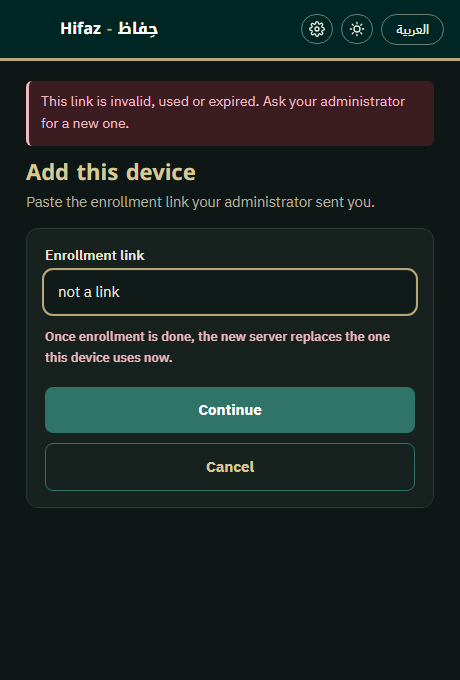 Hifaz - حِفاظ
العربية
This link is invalid, used or expired. Ask your administrator
for a new one.
Add this device
Paste the enrollment link your administrator sent you.
Enrollment link
not a link
Once enrollment is done, the new server replaces the one
this device uses now.
Continue
Cancel